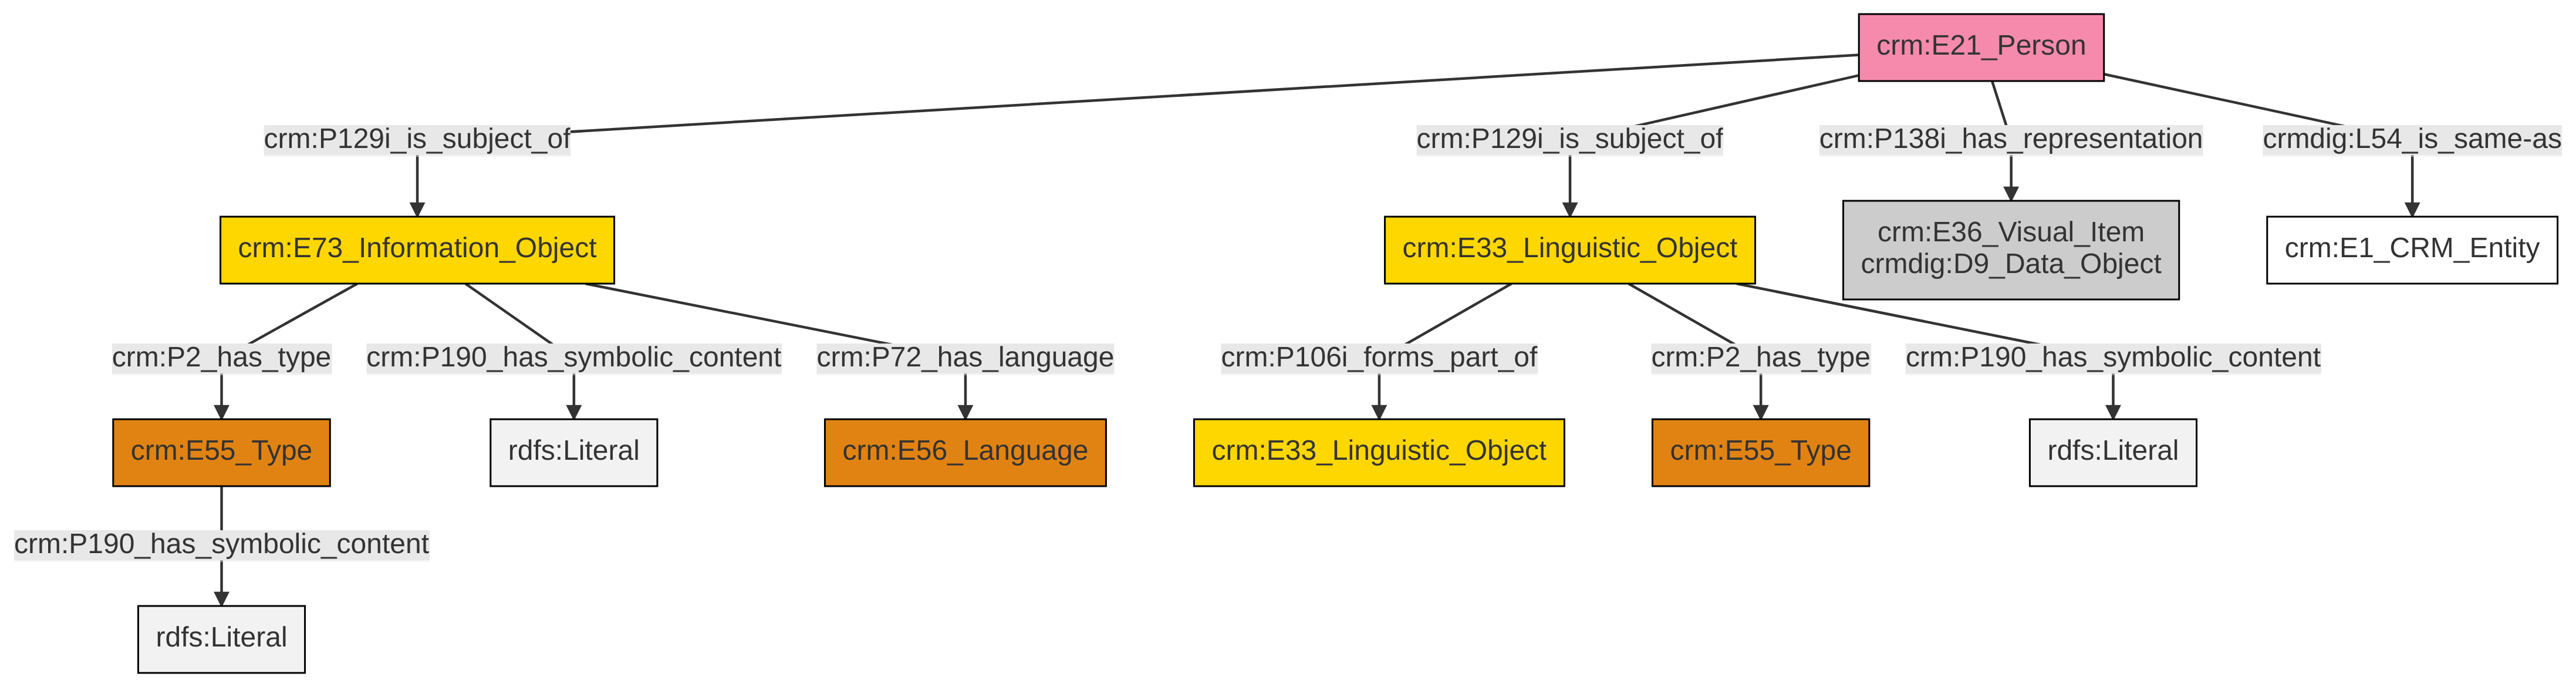 crm:E21_Person
crm:P129i_is_subject_of
crm:P129i_is_subject_of
crm:P138i_has_representation
crmdig:L54_is_same-as
crm:E73_Information_Object
crm:E33_Linguistic_Object
crm:E36_Visual_Item
crmdig:D9_Data_Object
crm:E1_CRM_Entity
crm:P2_has_type
crm:P190_has_symbolic_content
crm:P72_has_language
crm:P106i_forms_part_of
crm:P2_has_type
crm:P190_has_symbolic_content
crm:E55_Type
rdfs:Literal
crm:E56_Language
crm:E33_Linguistic_Object
crm:E55_Type
rdfs:Literal
crm:P190_has_symbolic_content
rdfs:Literal